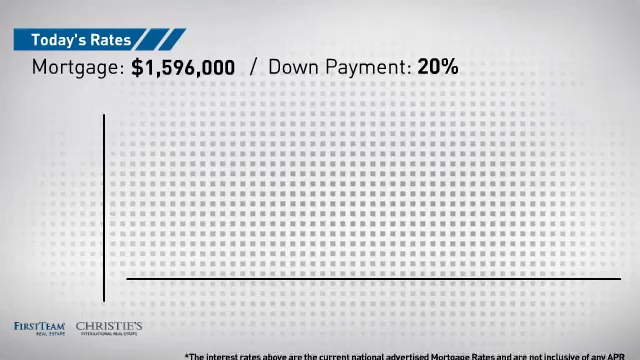 Today's Rates
Mortgage: $1,596,000 / Down Payment: 20%
FIRSTTEAM CHRISTIE'S
REAL ESTATE INTERNATIONAL REAL ESTATE
*The interest rates above are the current national advertised Mortgage Rates and are not inclusive of any APR